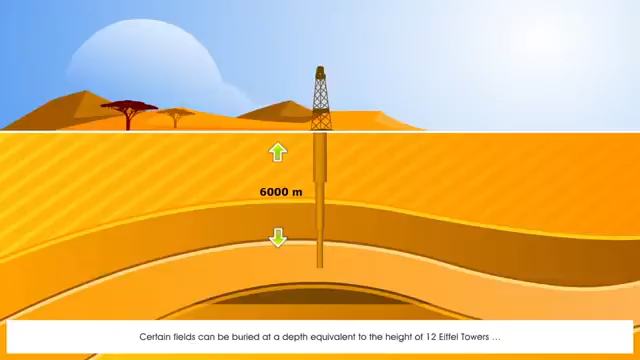 6000 m
Certain fields can be buried at a depth equivalent to the height of 12 Eiffel Towers ...